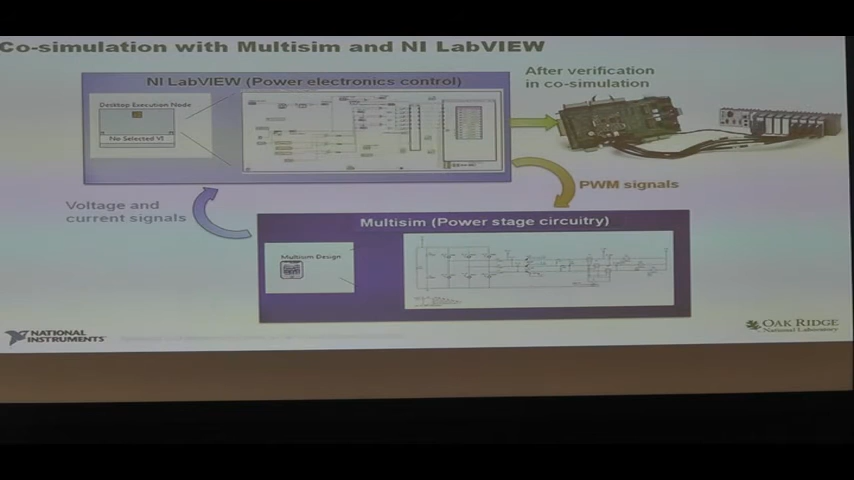 Co-simulation with Multisim and NI LabVIEW
NI LabVIEW (Power electronics control)
After verification
in co-simulation
Desktop Execution Node
No Selected VI
PWM signals
Voltage and
current signals
Multisim (Power stage circuitry)
Multisim Design
NATIONAL
INSTRUMENTS
OAK RIDGE
National Laboratory